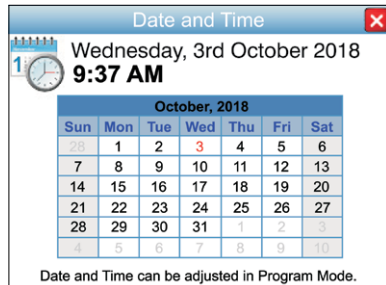 Date and Time
Wednesday, 3rd October 2018
1
9:37 AM
October, 2018
Sun Mon Tue Wed Thu Fri Sat
28 1 2 3 4 5 6
7 8 9 10 11 12 13
14 15 16 17 18 19 20
21 22 23 24 25 26 27
28 29 30 31 1 2 3
4 5 6 7 8 9 10
Date and Time can be adjusted in Program Mode.